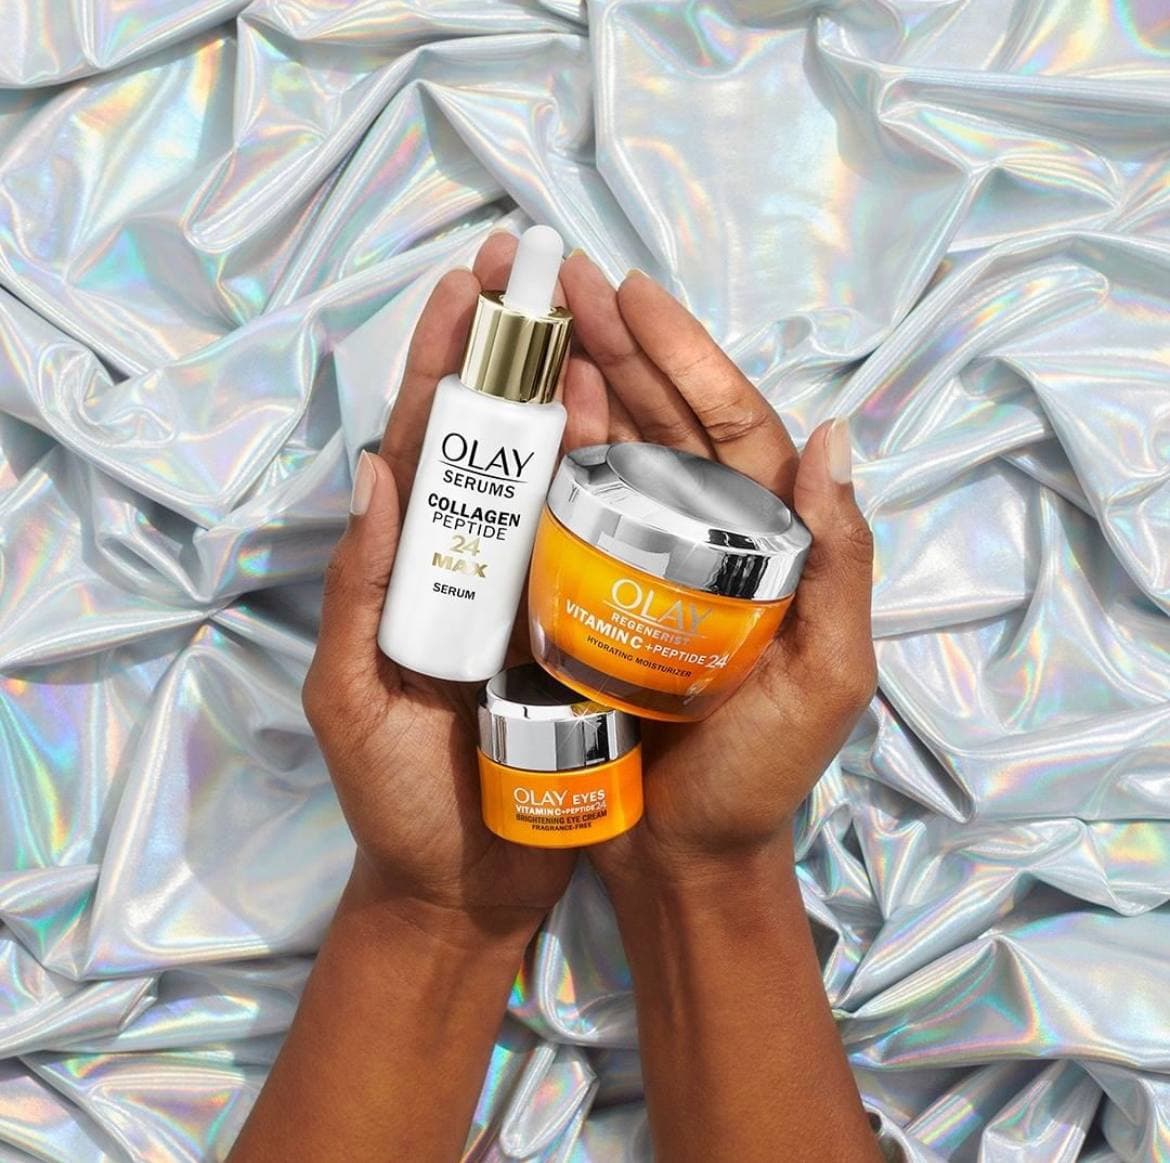 OLAY
SERUMS
COLLAGEN
PEPTIDE
24
MAX
SERUM
OLAY
REGENERIST
VITAMIN C +PEPTIDE 24
HYDRATING MOISTURIZER
OLAY EYES
VITAMIN C+PEPTIDE 24
BRIGHTENING EYE CREAM
FRAGRANCE-FREE